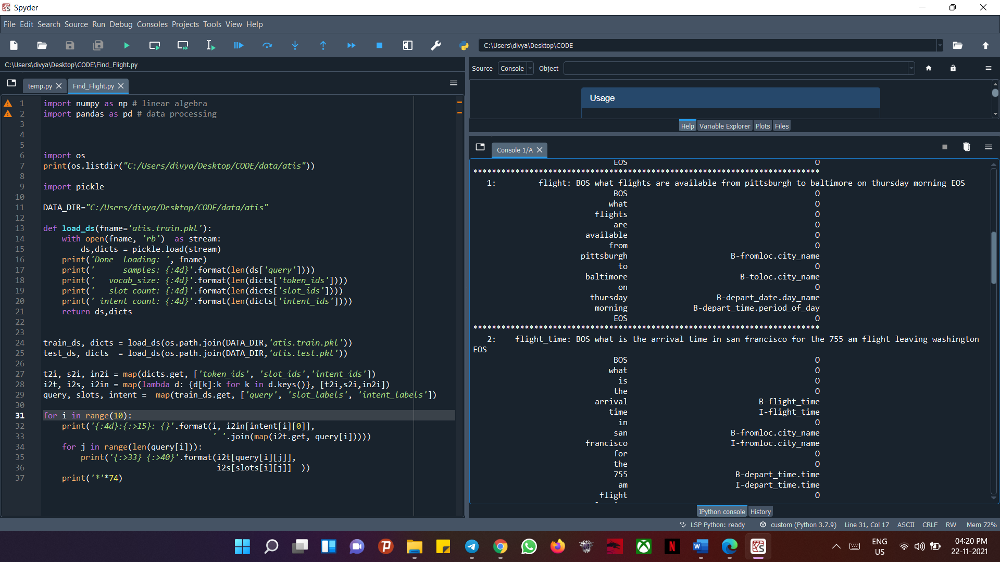 Spyder
File Edit Search Source Run Debug Consoles Projects Tools View Help
C:\Users\divya\Desktop\CODE
C:\Users\divya\Desktop\CODE\Find_Flight.py
temp.py
Find_Flight.py
1 import numpy as np # linear algebra
2 import pandas as pd # data processing
3
4
5
6 import os
7 print(os.listdir("C:/Users/divya/Desktop/CODE/data/atis"))
8
9 import pickle
10
11 DATA_DIR="C:/Users/divya/Desktop/CODE/data/atis"
12
13 def load_ds(fname='atis.train.pkl'):
14     with open(fname, 'rb')  as stream:
15         ds,dicts = pickle.load(stream)
16     print('Done  loading: ', fname)
17     print('      samples: {:4d}'.format(len(ds['query'])))
18     print('   vocab_size: {:4d}'.format(len(dicts['token_ids'])))
19     print('   slot count: {:4d}'.format(len(dicts['slot_ids'])))
20     print(' intent count: {:4d}'.format(len(dicts['intent_ids'])))
21     return ds,dicts
22
23
24 train_ds, dicts = load_ds(os.path.join(DATA_DIR,'atis.train.pkl'))
25 test_ds, dicts  = load_ds(os.path.join(DATA_DIR,'atis.test.pkl'))
26
27 t2i, s2i, in2i = map(dicts.get, ['token_ids', 'slot_ids','intent_ids'])
28 i2t, i2s, i2in = map(lambda d: {d[k]:k for k in d.keys()}, [t2i,s2i,in2i])
29 query, slots, intent =  map(train_ds.get, ['query', 'slot_labels', 'intent_labels'])
30
31 for i in range(10):
32     print('{:4d}:{:>15}: {}'.format(i, i2in[intent[i][0]],
33                                     ' '.join(map(i2t.get, query[i]))))
34     for j in range(len(query[i])):
35         print('{:>33} {:>40}'.format(i2t[query[i][j]],
36                                      i2s[slots[i][j]]  ))
37     print('*'*74)
Source Console Object
Usage
Help Variable Explorer Plots Files
Console 1/A
EOS O
**************************************************************************
1: flight: BOS what flights are available from pittsburgh to baltimore on thursday morning EOS
BOS O
what O
flights O
are O
available O
from O
pittsburgh B-fromloc.city_name
to O
baltimore B-toloc.city_name
on O
thursday B-depart_date.day_name
morning B-depart_time.period_of_day
EOS O
**************************************************************************
2: flight_time: BOS what is the arrival time in san francisco for the 755 am flight leaving washington
EOS
BOS O
what O
is O
the O
arrival B-flight_time
time I-flight_time
in O
san B-fromloc.city_name
francisco I-fromloc.city_name
for O
the O
755 B-depart_time.time
am I-depart_time.time
flight O
IPython console History
LSP Python: ready custom (Python 3.7.9) Line 31, Col 17 ASCII CRLF RW Mem 72%
ENG
US
04:20 PM
22-11-2021